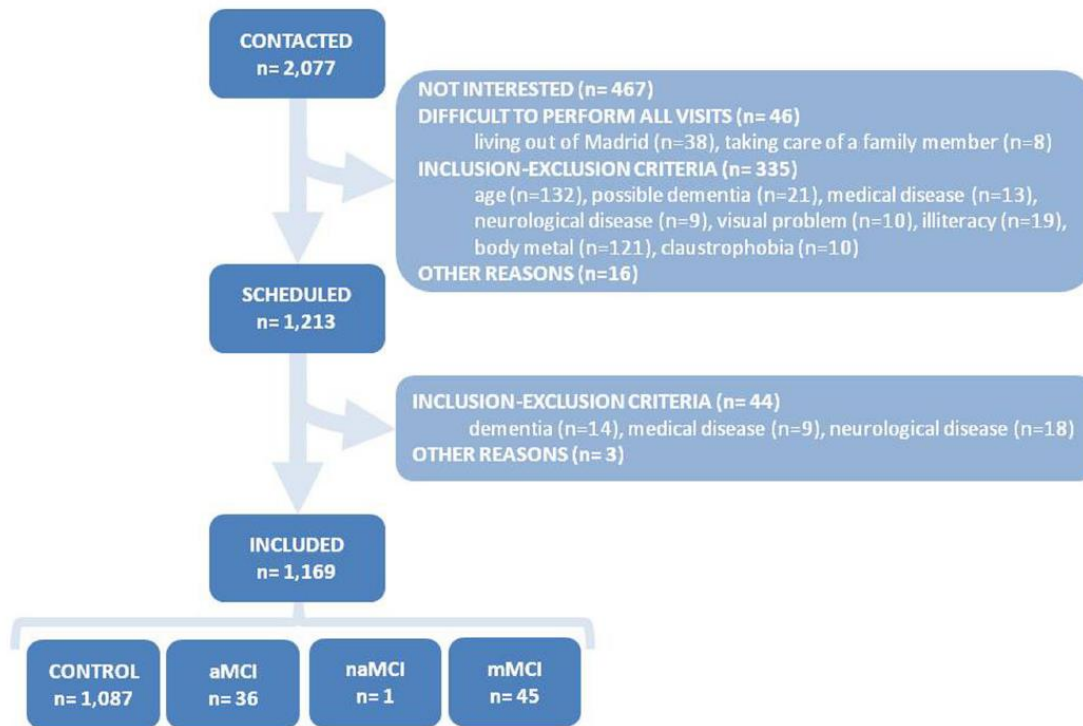 CONTACTED
n= 2,077
NOT INTERESTED (n= 467)
DIFFICULT TO PERFORM ALL VISITS (n= 46)
living out of Madrid (n=38), taking care of a family member (n=8)
INCLUSION-EXCLUSION CRITERIA (n= 335)
age (n=132), possible dementia (n=21), medical disease (n=13),
neurological disease (n=9), visual problem (n=10), illiteracy (n=19),
body metal (n=121), claustrophobia (n=10)
OTHER REASONS (n=16)
SCHEDULED
n= 1,213
INCLUSION-EXCLUSION CRITERIA (n= 44)
dementia (n=14), medical disease (n=9), neurological disease (n=18)
OTHER REASONS (n= 3)
INCLUDED
n= 1,169
CONTROL
n= 1,087
aMCI
n= 36
naMCI
n= 1
mMCI
n= 45